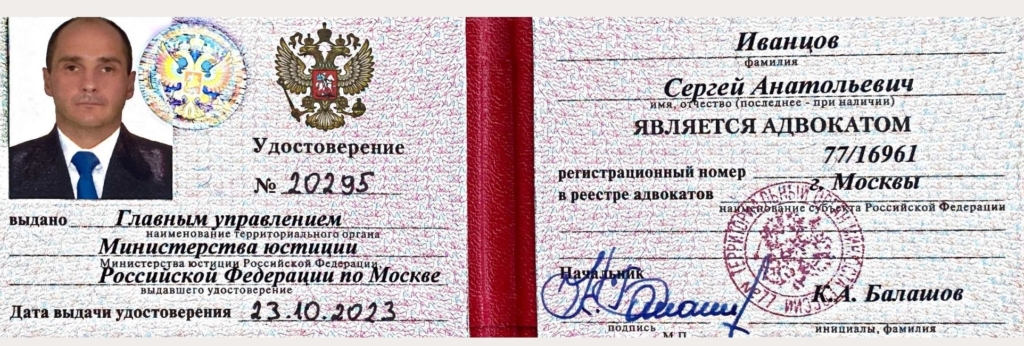 Удостоверение
№ 20295
выдано Главным управлением
наименование территориального органа
Министерства юстиции
Министерства юстиции Российской Федерации,
Российской Федерации по Москве
выдавшего удостоверение
Дата выдачи удостоверения 23.10.2023
Иванцов
фамилия
Сергей Анатольевич
имя, отчество (последнее - при наличии)
ЯВЛЯЕТСЯ АДВОКАТОМ
77/16961
регистрационный номер
г. Москвы
в реестре адвокатов
наименование субъекта Российской Федерации
Начальник
К.А. Балашов
подпись
инициалы, фамилия
М.П.